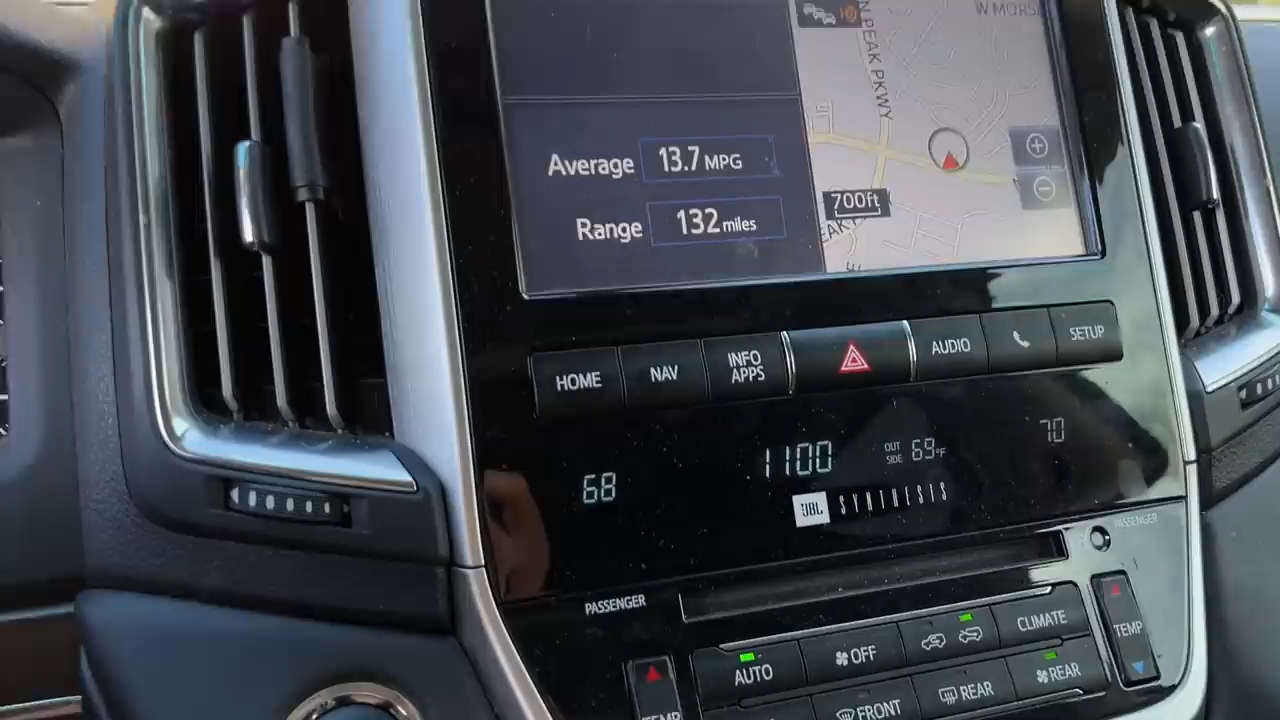 N PEAK PKWY
W MORS
Average 13.7 MPG
Range 132 miles
700ft
HOME
NAV
INFO
APPS
AUDIO
SETUP
68
1100
OUT
SIDE 69°F
70
JBL SYNTHESIS
PASSENGER
PASSENGER
AUTO
OFF
CLIMATE
TEMP
TEMP
FRONT
REAR
REAR